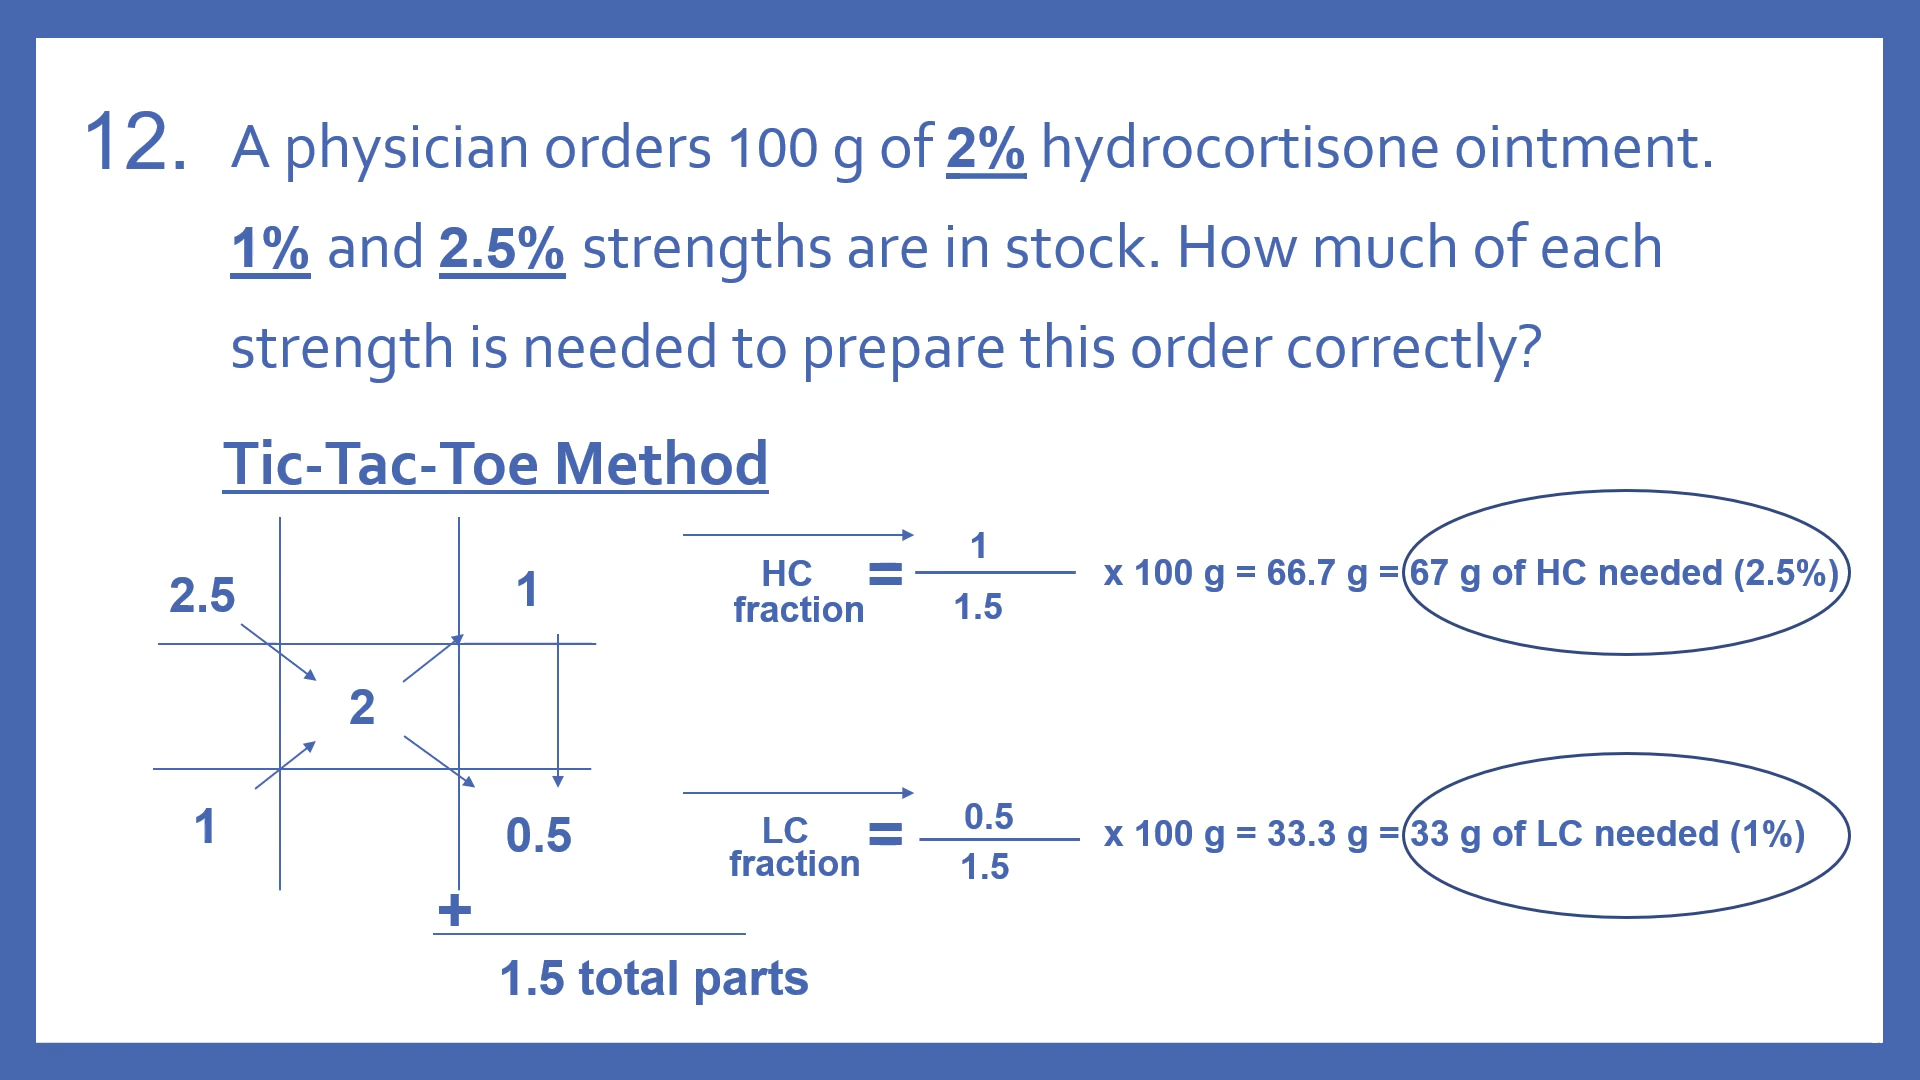 12. A physician orders 100 g of 2% hydrocortisone ointment.
1% and 2.5% strengths are in stock. How much of each
strength is needed to prepare this order correctly?
Tic-Tac-Toe Method
2.5
1
2
1
0.5
+
1.5 total parts
HC
fraction
=
1
1.5
x 100 g = 66.7 g = 67 g of HC needed (2.5%)
LC
fraction
=
0.5
1.5
x 100 g = 33.3 g = 33 g of LC needed (1%)